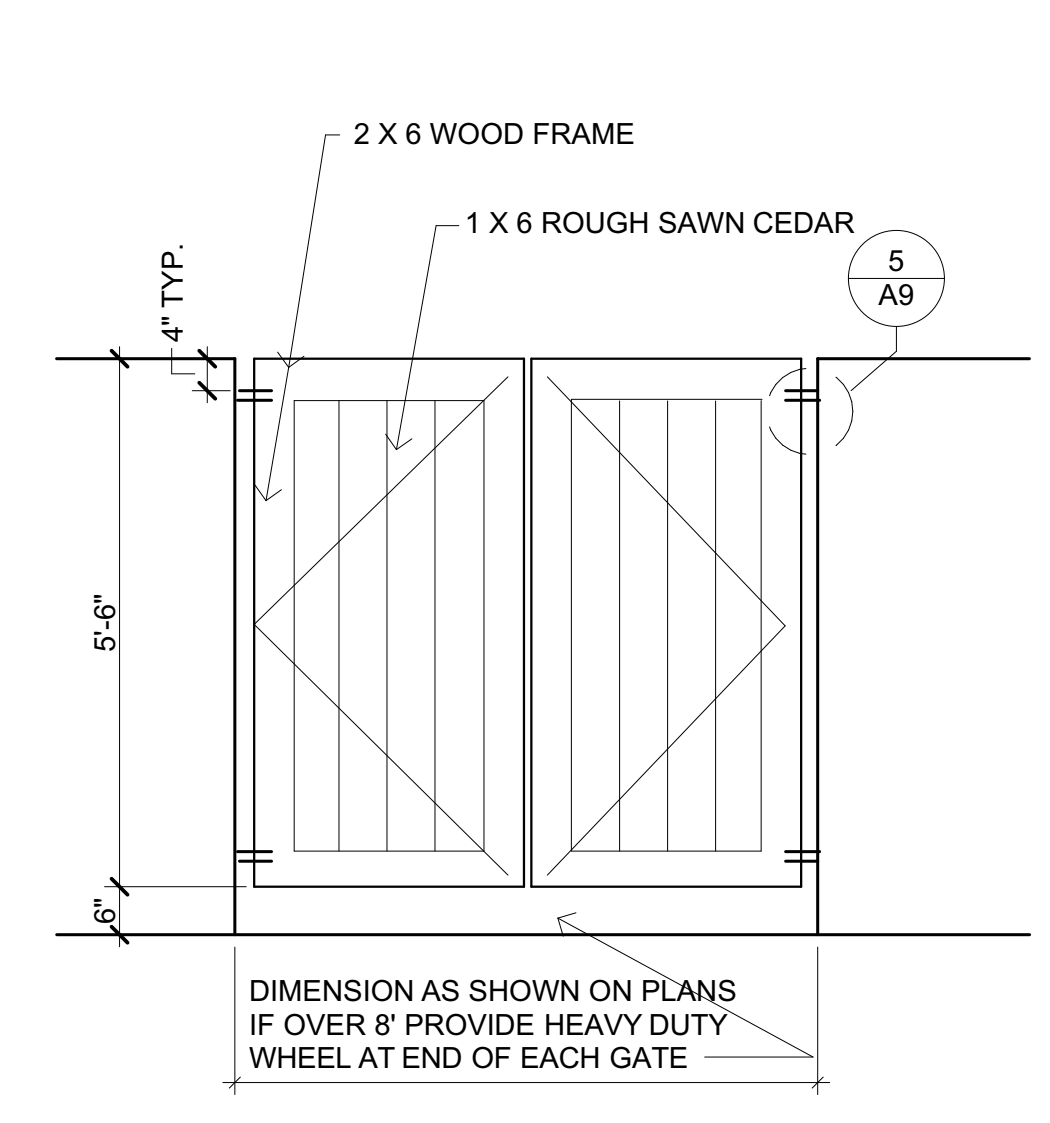 2 X 6 WOOD FRAME
1 X 6 ROUGH SAWN CEDAR
5
A9
4" TYP.
5'-6"
6"
DIMENSION AS SHOWN ON PLANS
IF OVER 8' PROVIDE HEAVY DUTY
WHEEL AT END OF EACH GATE